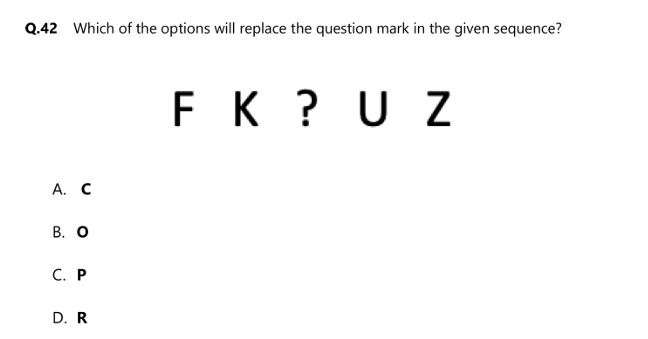 Q.42 Which of the options will replace the question mark in the given sequence?
F K ? U Z
A. C
B. O
C. P
D. R